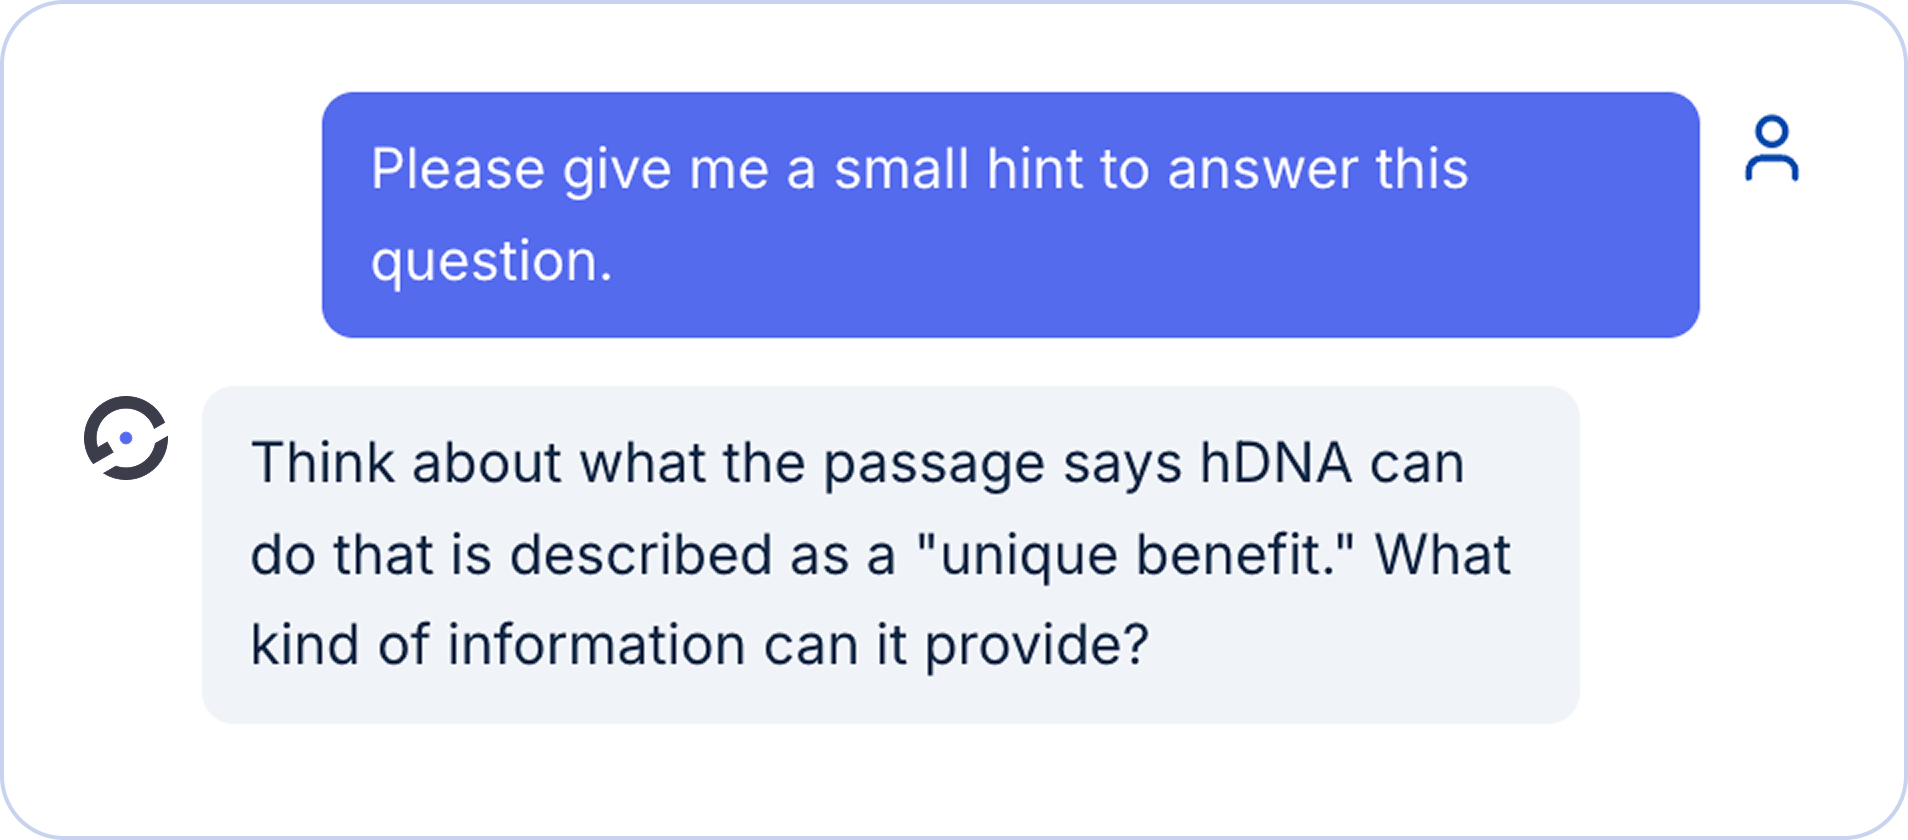 Please give me a small hint to answer this
question.
Think about what the passage says hDNA can
do that is described as a "unique benefit." What
kind of information can it provide?